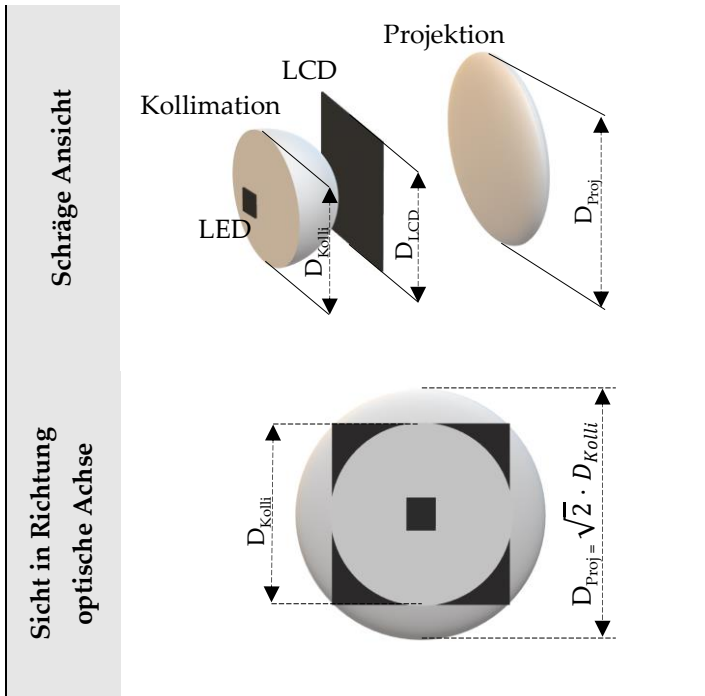 Schräge Ansicht
Projektion
LCD
Kollimation
LED
D_Kolli
D_LCD
D_Proj
Sicht in Richtung
optische Achse
D_Kolli
D_Proj = √2 · D_Kolli